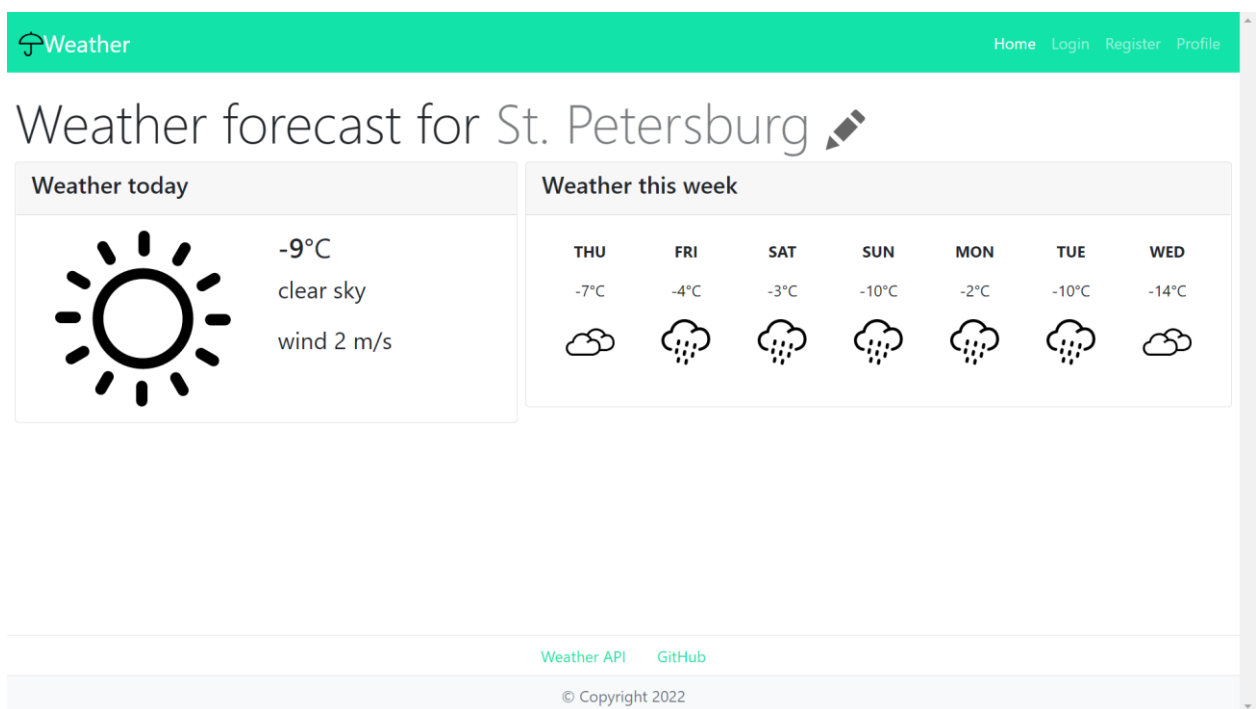 Weather
Home Login Register Profile
Weather forecast for St. Petersburg
Weather today
-9°C
clear sky
wind 2 m/s
Weather this week
THU FRI SAT SUN MON TUE WED
-7°C -4°C -3°C -10°C -2°C -10°C -14°C
Weather API GitHub
© Copyright 2022